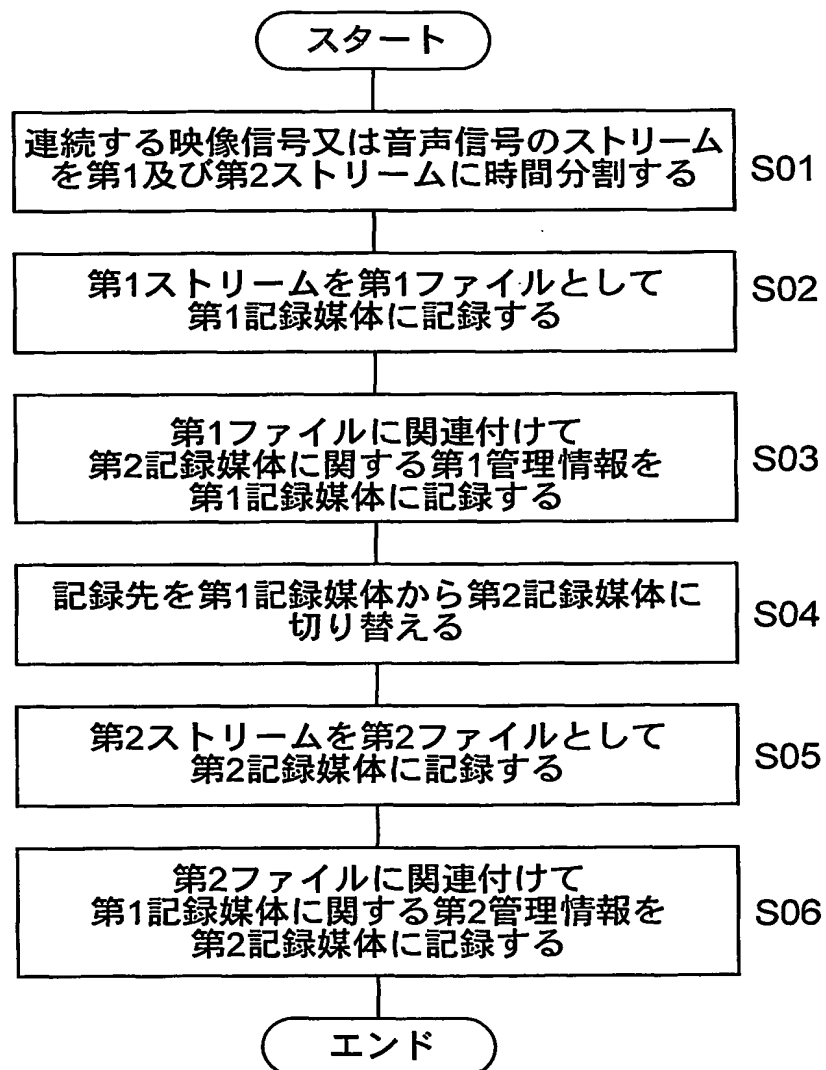 スタート
連続する映像信号又は音声信号のストリーム
を第1及び第2ストリームに時間分割する
S01
第1ストリームを第1ファイルとして
第1記録媒体に記録する
S02
第1ファイルに関連付けて
第2記録媒体に関する第1管理情報を
第1記録媒体に記録する
S03
記録先を第1記録媒体から第2記録媒体に
切り替える
S04
第2ストリームを第2ファイルとして
第2記録媒体に記録する
S05
第2ファイルに関連付けて
第1記録媒体に関する第2管理情報を
第2記録媒体に記録する
S06
エンド